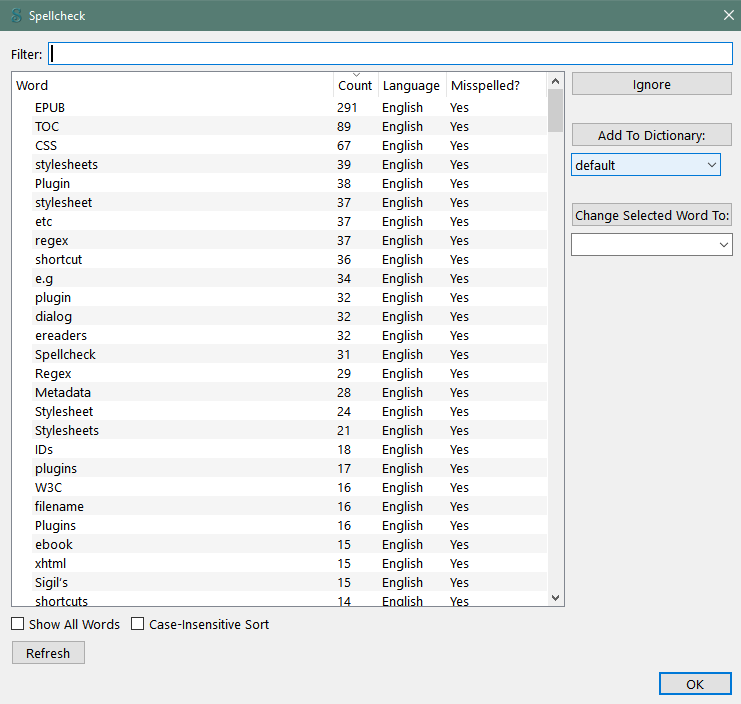 Spellcheck
Filter:
Word Count Language Misspelled?
EPUB 291 English Yes
TOC 89 English Yes
CSS 67 English Yes
stylesheets 39 English Yes
Plugin 38 English Yes
stylesheet 37 English Yes
etc 37 English Yes
regex 37 English Yes
shortcut 36 English Yes
e.g 34 English Yes
plugin 32 English Yes
dialog 32 English Yes
ereaders 32 English Yes
Spellcheck 31 English Yes
Regex 29 English Yes
Metadata 28 English Yes
Stylesheet 24 English Yes
Stylesheets 21 English Yes
IDs 18 English Yes
plugins 17 English Yes
W3C 16 English Yes
filename 16 English Yes
Plugins 16 English Yes
ebook 15 English Yes
xhtml 15 English Yes
Sigil's 15 English Yes
shortcuts 14 English Yes
Ignore
Add To Dictionary:
default
Change Selected Word To:
Show All Words Case-Insensitive Sort
Refresh
OK